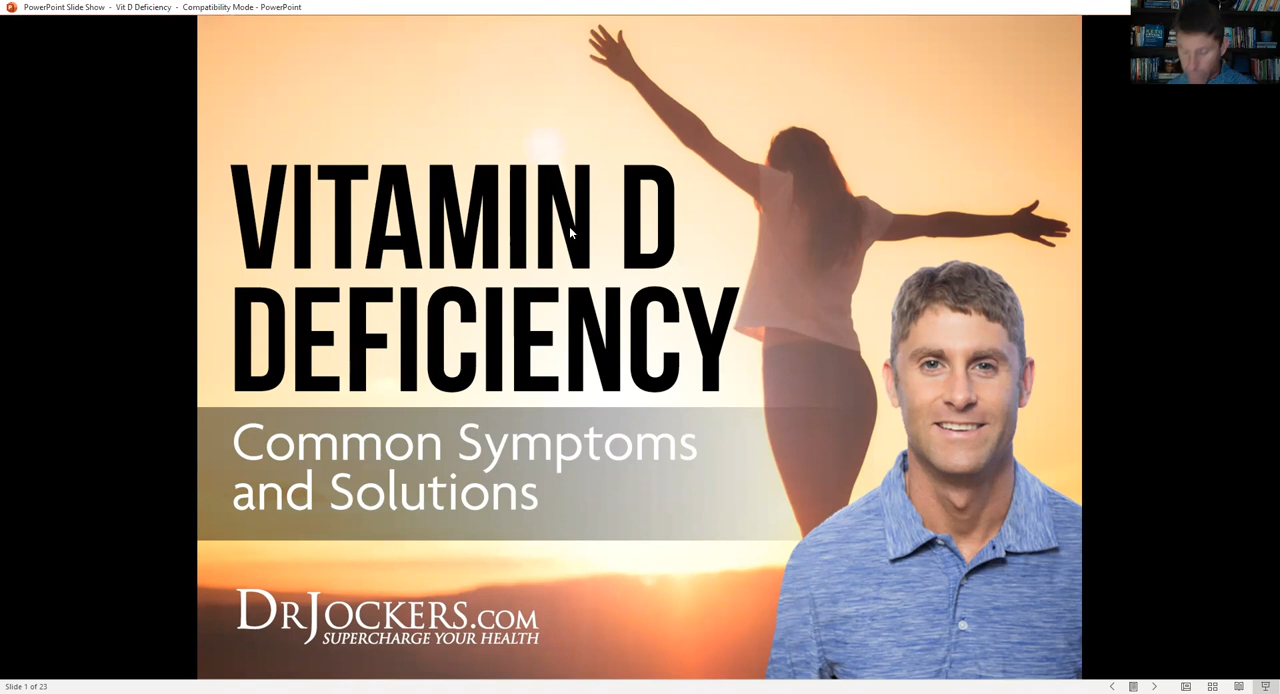 PowerPoint Slide Show - Vit D Deficiency - Compatibility Mode - PowerPoint
VITAMIN D
DEFICIENCY
Common Symptoms
and Solutions
DRJOCKERS.COM
SUPERCHARGE YOUR HEALTH
Slide 1 of 23